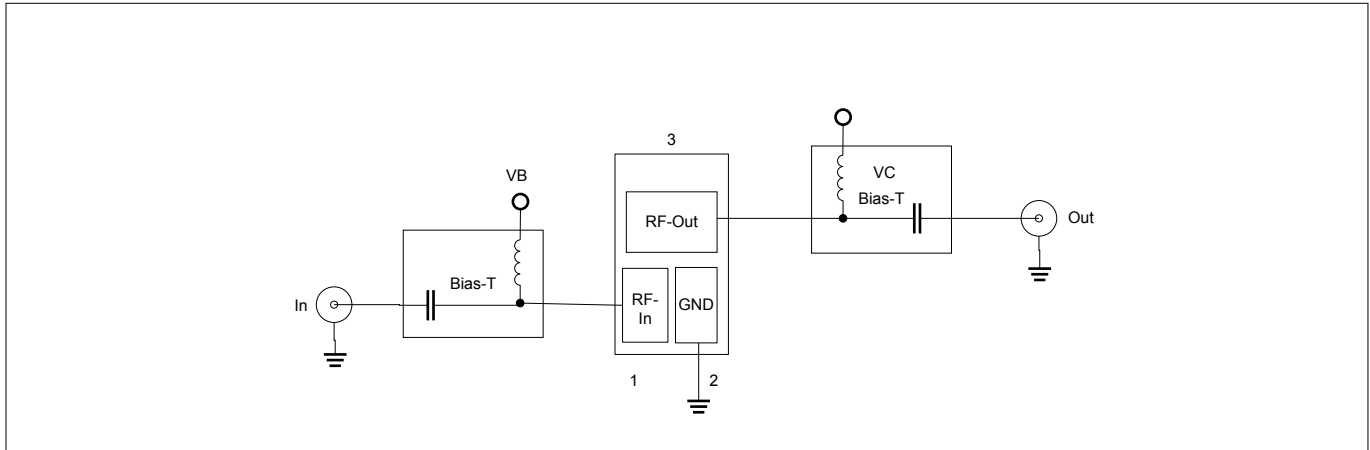 3
VB
VC
Bias-T
RF-Out
Out
Bias-T
In
RF-
In
GND
1
2